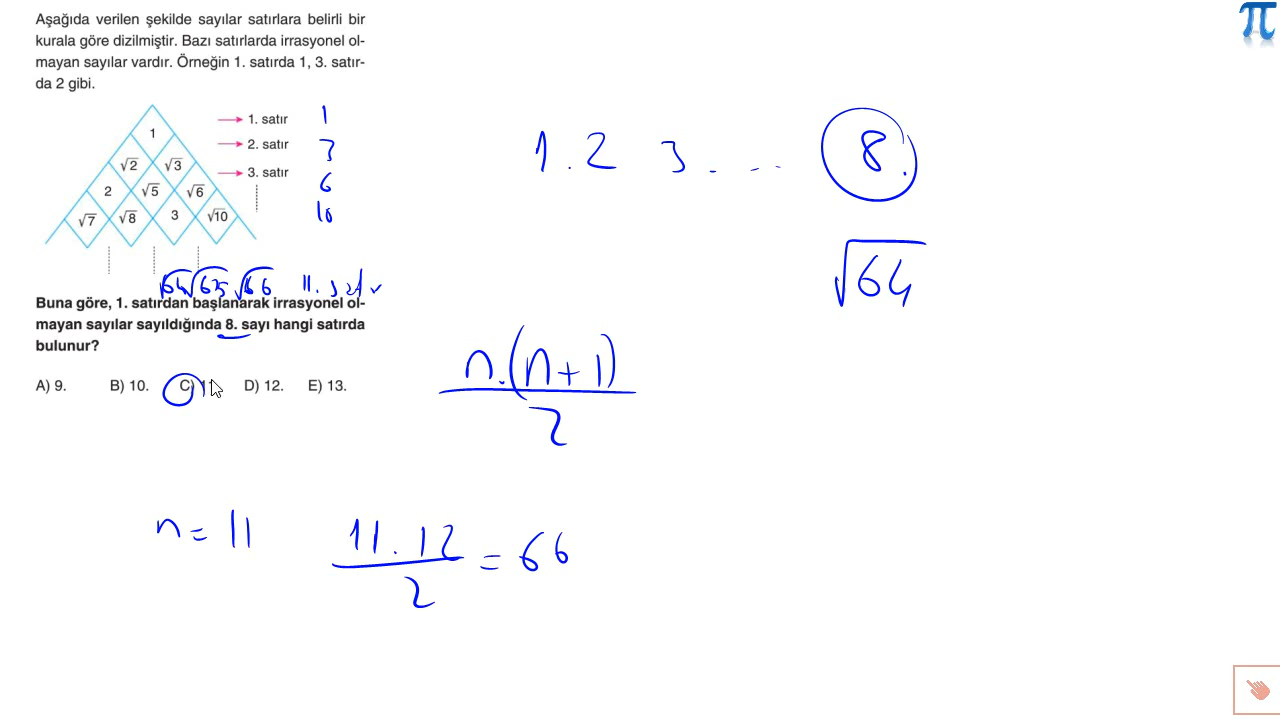 Aşağıda verilen şekilde sayılar satırlara belirli bir
kurala göre dizilmiştir. Bazı satırlarda irrasyonel ol-
mayan sayılar vardır. Örneğin 1. satırda 1, 3. satır-
da 2 gibi.
1 → 1. satır 1
√2 √3 → 2. satır 3
2 √5 √6 → 3. satır 6
√7 √8 3 √10 10
√64 √65 √66 11. satır
Buna göre, 1. satırdan başlanarak irrasyonel ol-
mayan sayılar sayıldığında 8. sayı hangi satırda
bulunur?
A) 9. B) 10. C) 11. D) 12. E) 13.
1 . 2 3 . . . . 8.
√64
n.(n+1)
2
n = 11
11 . 12 = 66
2
π